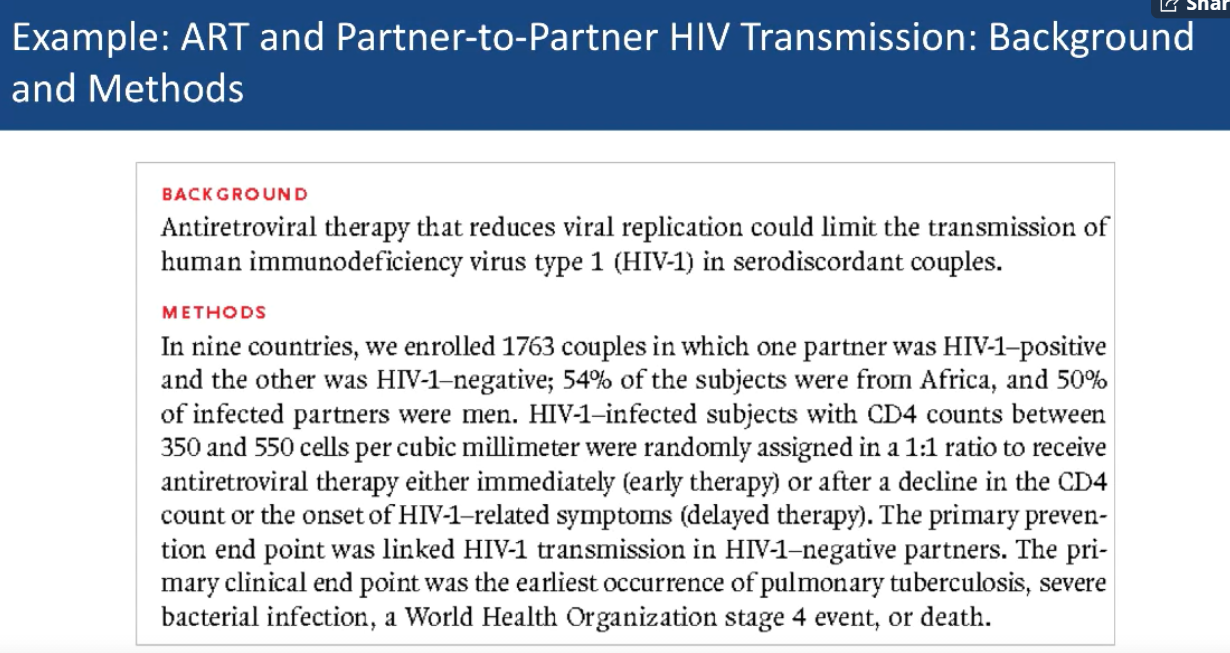 Shar
Example: ART and Partner-to-Partner HIV Transmission: Background
and Methods
BACKGROUND
Antiretroviral therapy that reduces viral replication could limit the transmission of
human immunodeficiency virus type 1 (HIV-1) in serodiscordant couples.
METHODS
In nine countries, we enrolled 1763 couples in which one partner was HIV-1–positive
and the other was HIV-1–negative; 54% of the subjects were from Africa, and 50%
of infected partners were men. HIV-1–infected subjects with CD4 counts between
350 and 550 cells per cubic millimeter were randomly assigned in a 1:1 ratio to receive
antiretroviral therapy either immediately (early therapy) or after a decline in the CD4
count or the onset of HIV-1–related symptoms (delayed therapy). The primary preven-
tion end point was linked HIV-1 transmission in HIV-1–negative partners. The pri-
mary clinical end point was the earliest occurrence of pulmonary tuberculosis, severe
bacterial infection, a World Health Organization stage 4 event, or death.